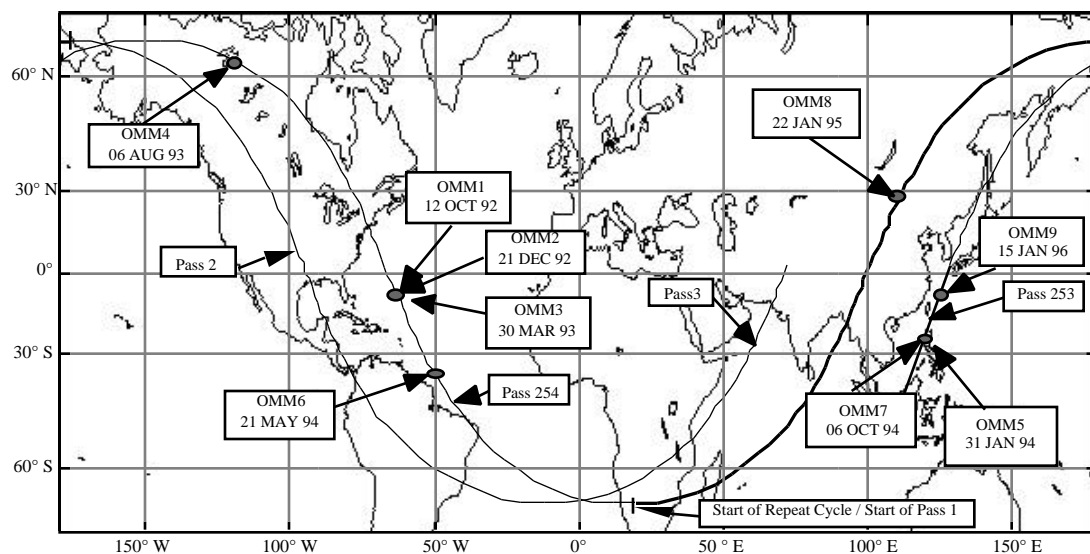 60° N
30° N
0°
30° S
60° S
OMM4
06 AUG 93
OMM1
12 OCT 92
OMM2
21 DEC 92
OMM3
30 MAR 93
OMM8
22 JAN 95
OMM9
15 JAN 96
Pass 2
Pass3
Pass 253
OMM6
21 MAY 94
Pass 254
OMM7
06 OCT 94
OMM5
31 JAN 94
Start of Repeat Cycle / Start of Pass 1
150° W
100° W
50° W
0°
50° E
100° E
150° E